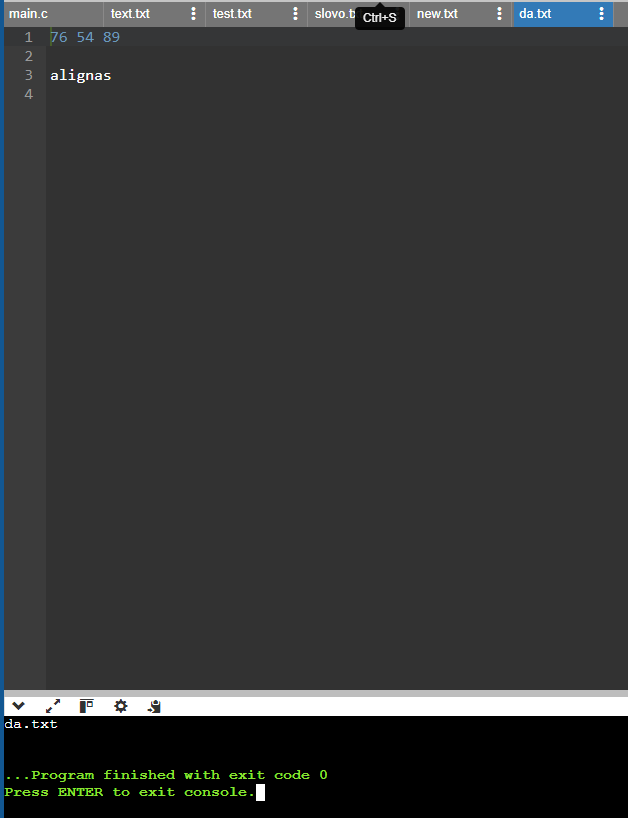 main.c text.txt test.txt slovo.t new.txt da.txt
Ctrl+S
1 76 54 89
2
3 alignas
4
da.txt
...Program finished with exit code 0
Press ENTER to exit console.